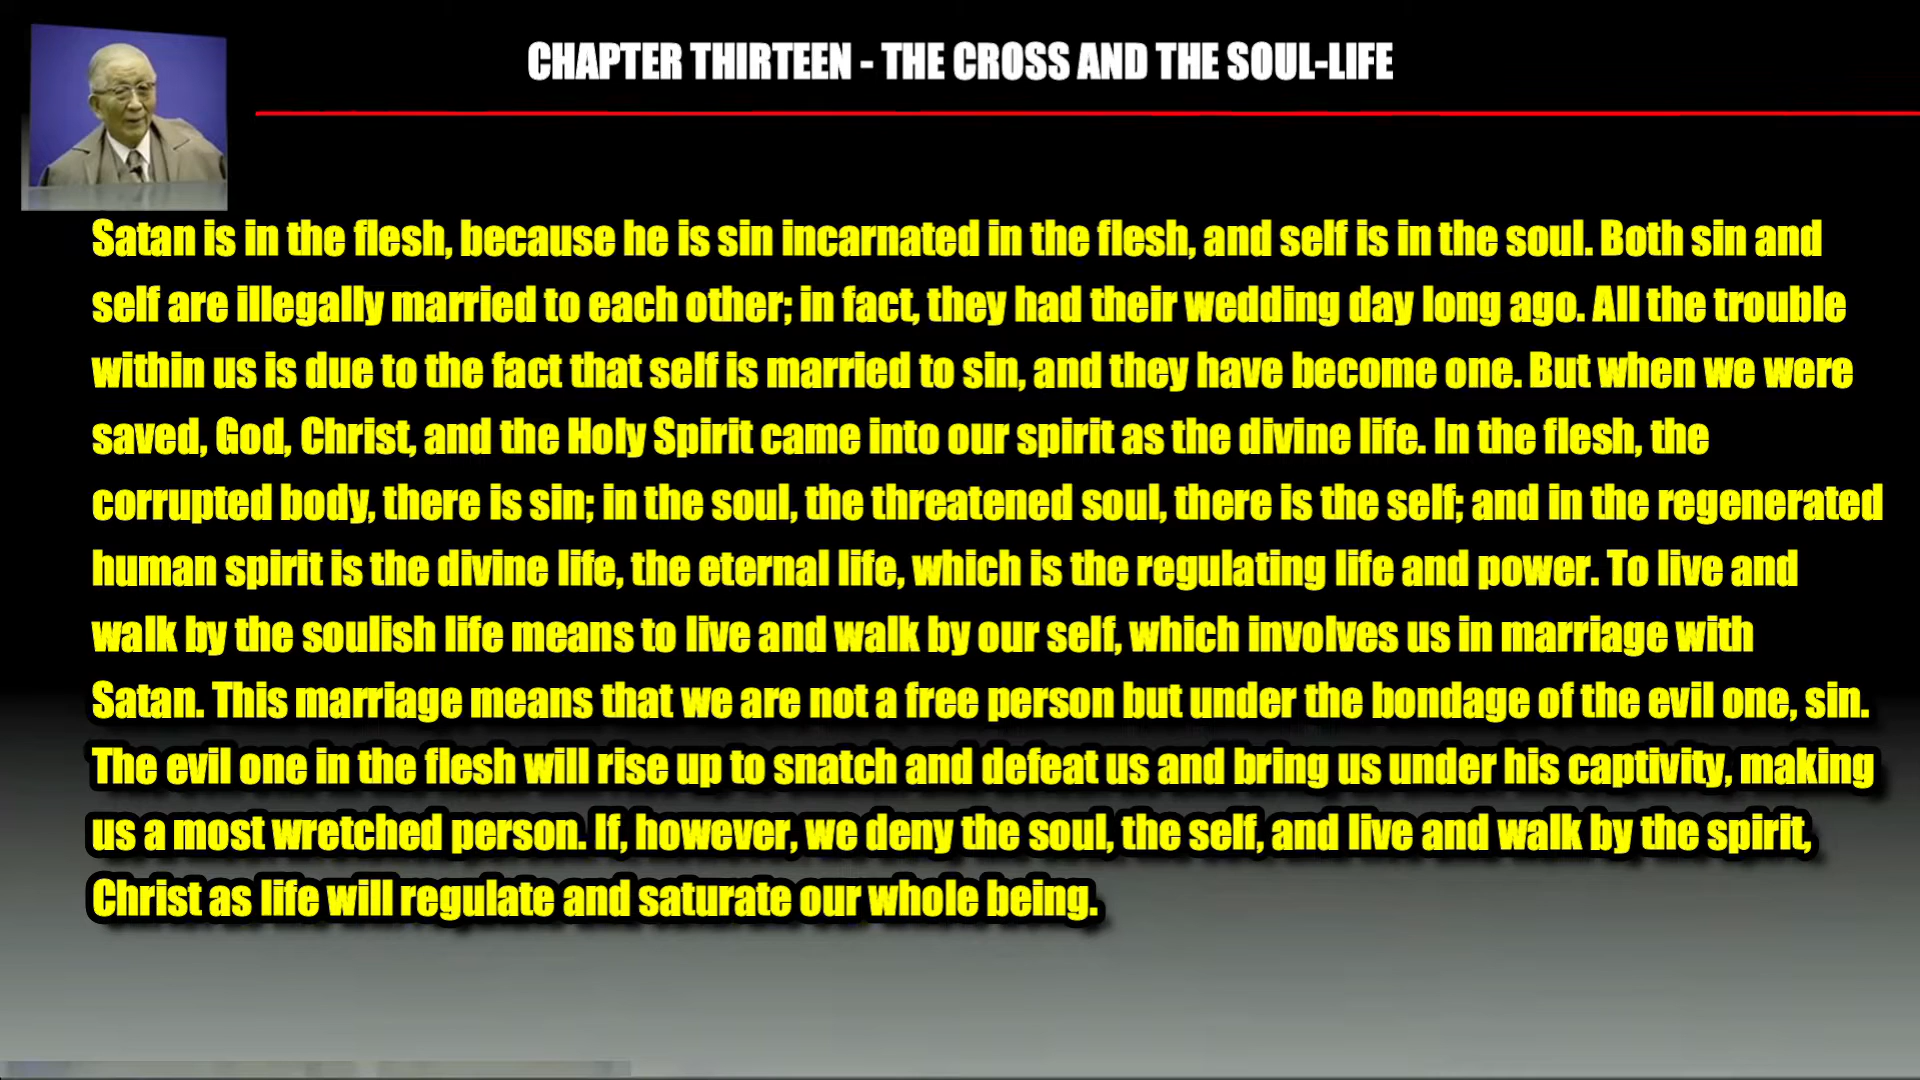 CHAPTER THIRTEEN - THE CROSS AND THE SOUL-LIFE
Satan is in the flesh, because he is sin incarnated in the flesh, and self is in the soul. Both sin and
self are illegally married to each other; in fact, they had their wedding day long ago. All the trouble
within us is due to the fact that self is married to sin, and they have become one. But when we were
saved, God, Christ, and the Holy Spirit came into our spirit as the divine life. In the flesh, the
corrupted body, there is sin; in the soul, the threatened soul, there is the self; and in the regenerated
human spirit is the divine life, the eternal life, which is the regulating life and power. To live and
walk by the soulish life means to live and walk by our self, which involves us in marriage with
Satan. This marriage means that we are not a free person but under the bondage of the evil one, sin.
The evil one in the flesh will rise up to snatch and defeat us and bring us under his captivity, making
us a most wretched person. If, however, we deny the soul, the self, and live and walk by the spirit,
Christ as life will regulate and saturate our whole being.